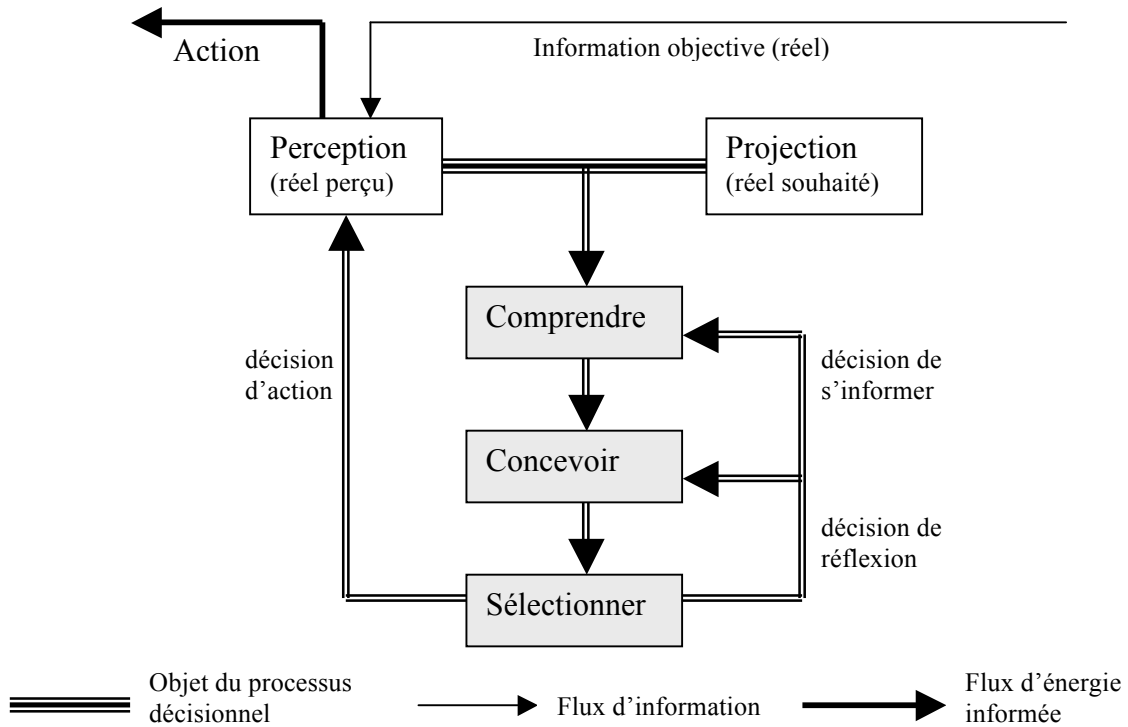 Action
Information objective (réel)
Perception
(réel perçu)
Projection
(réel souhaité)
Comprendre
décision
d’action
décision de
s’informer
Concevoir
décision de
réflexion
Sélectionner
Objet du processus
décisionnel
Flux d’information
Flux d’énergie
informée